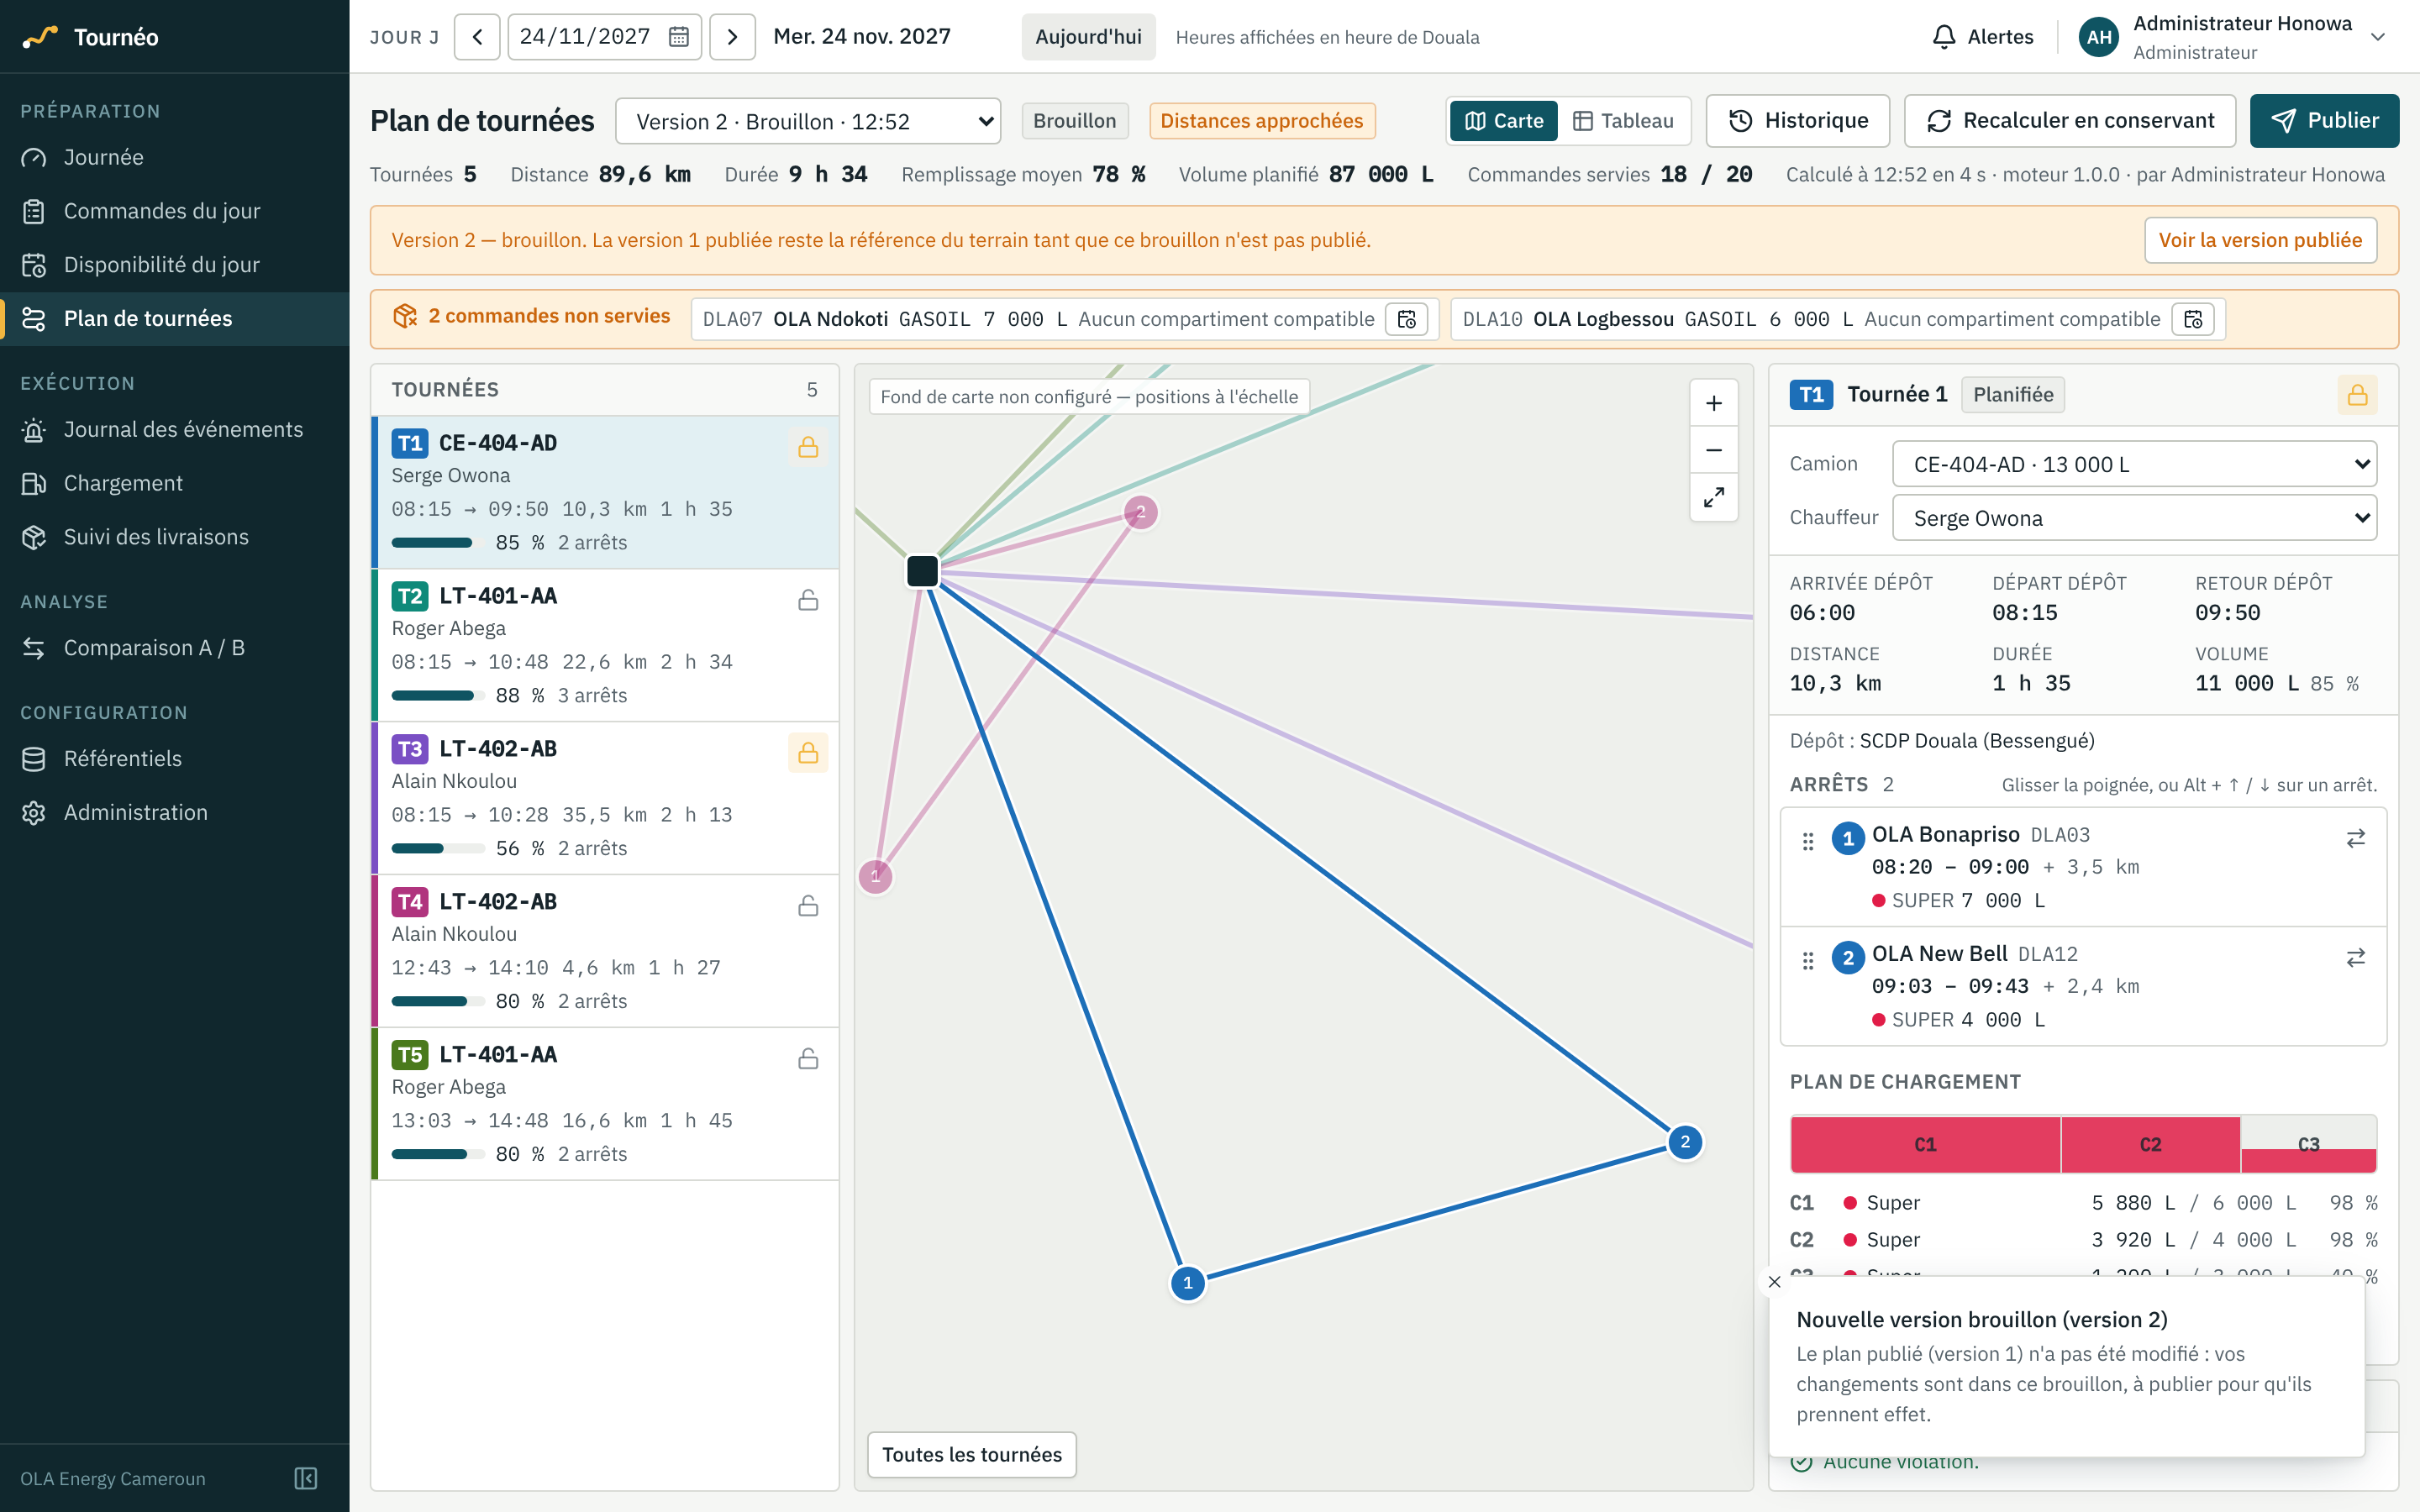 Tournéo
JOUR J
24/11/2027
Mer. 24 nov. 2027
Aujourd'hui
Heures affichées en heure de Douala
Alertes
AH
Administrateur Honowa
Administrateur
PRÉPARATION
Journée
Commandes du jour
Disponibilité du jour
Plan de tournées
EXÉCUTION
Journal des événements
Chargement
Suivi des livraisons
ANALYSE
Comparaison A / B
CONFIGURATION
Référentiels
Administration
OLA Energy Cameroun
Plan de tournées
Version 2 · Brouillon · 12:52
Brouillon
Distances approchées
Carte
Tableau
Historique
Recalculer en conservant
Publier
Tournées 5
Distance 89,6 km
Durée 9 h 34
Remplissage moyen 78 %
Volume planifié 87 000 L
Commandes servies 18 / 20
Calculé à 12:52 en 4 s · moteur 1.0.0 · par Administrateur Honowa
Version 2 — brouillon. La version 1 publiée reste la référence du terrain tant que ce brouillon n'est pas publié.
Voir la version publiée
2 commandes non servies
DLA07 OLA Ndokoti GASOIL 7 000 L Aucun compartiment compatible
DLA10 OLA Logbessou GASOIL 6 000 L Aucun compartiment compatible
TOURNÉES 5
T1 CE-404-AD
Serge Owona
08:15 → 09:50 10,3 km 1 h 35
85 % 2 arrêts
T2 LT-401-AA
Roger Abega
08:15 → 10:48 22,6 km 2 h 34
88 % 3 arrêts
T3 LT-402-AB
Alain Nkoulou
08:15 → 10:28 35,5 km 2 h 13
56 % 2 arrêts
T4 LT-402-AB
Alain Nkoulou
12:43 → 14:10 4,6 km 1 h 27
80 % 2 arrêts
T5 LT-401-AA
Roger Abega
13:03 → 14:48 16,6 km 1 h 45
80 % 2 arrêts
Fond de carte non configuré — positions à l'échelle
+
−
2
1
2
1
Toutes les tournées
T1 Tournée 1 Planifiée
Camion CE-404-AD · 13 000 L
Chauffeur Serge Owona
ARRIVÉE DÉPÔT DÉPART DÉPÔT RETOUR DÉPÔT
06:00 08:15 09:50
DISTANCE DURÉE VOLUME
10,3 km 1 h 35 11 000 L 85 %
Dépôt : SCDP Douala (Bessengué)
ARRÊTS 2
Glisser la poignée, ou Alt + ↑ / ↓ sur un arrêt.
1 OLA Bonapriso DLA03
08:20 – 09:00 + 3,5 km
SUPER 7 000 L
2 OLA New Bell DLA12
09:03 – 09:43 + 2,4 km
SUPER 4 000 L
PLAN DE CHARGEMENT
C1 C2 C3
C1 Super 5 880 L / 6 000 L 98 %
C2 Super 3 920 L / 4 000 L 98 %
Nouvelle version brouillon (version 2)
Le plan publié (version 1) n'a pas été modifié : vos
changements sont dans ce brouillon, à publier pour qu'ils
prennent effet.
Aucune violation.